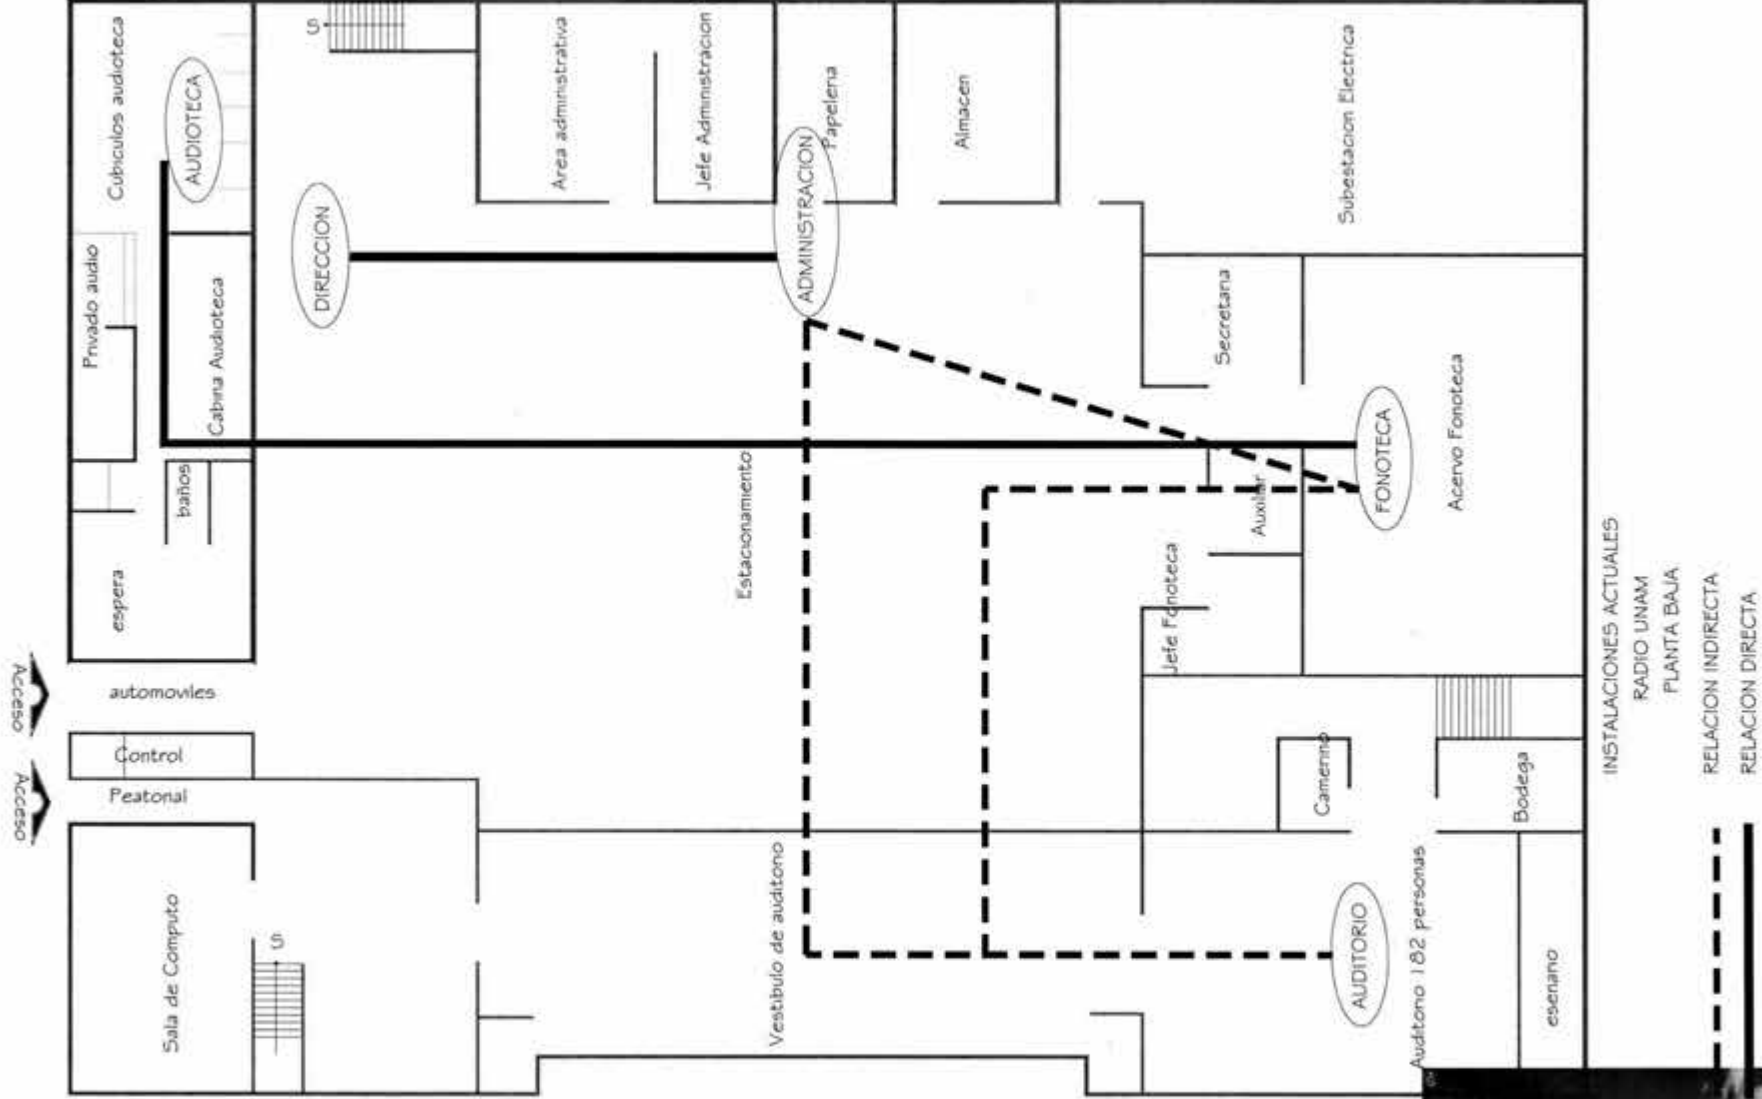 Cubiculos audioteca
AUDIOTECA
Privado audio
Cabina Audioteca
baños
espera
Acceso
automoviles
Control
Acceso
Peatonal
Sala de Computo
S
S
DIRECCION
Area administrativa
Jefe Administracion
Papeleria
ADMINISTRACION
Almacen
Subestacion Electrica
Estacionamiento
Secretaria
FONOTECA
Acervo Fonoteca
Auxiliar
Jefe Fonoteca
Camerino
Bodega
Vestibulo de auditorio
AUDITORIO
Auditorio 182 personas
esenario
INSTALACIONES ACTUALES
RADIO UNAM
PLANTA BAJA
RELACION INDIRECTA
RELACION DIRECTA